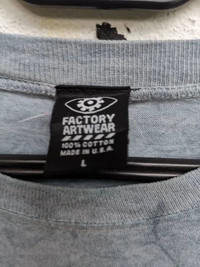 FACTORY
ARTWEAR
100% COTTON
MADE IN U.S.A.
L